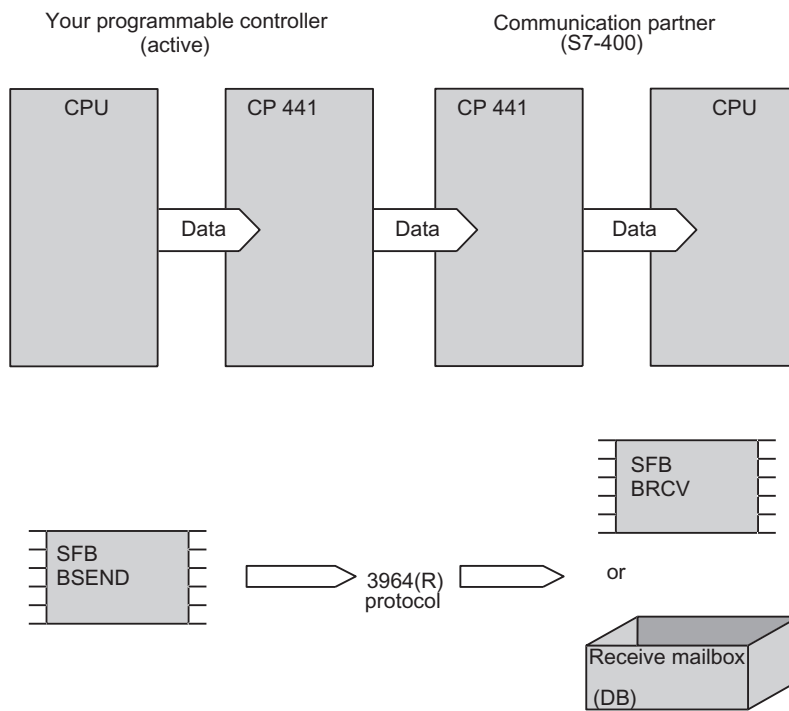 Your programmable controller
(active)
Communication partner
(S7-400)
CPU
CP 441
CP 441
CPU
Data
Data
Data
SFB
BSEND
3964(R)
protocol
SFB
BRCV
or
Receive mailbox
(DB)